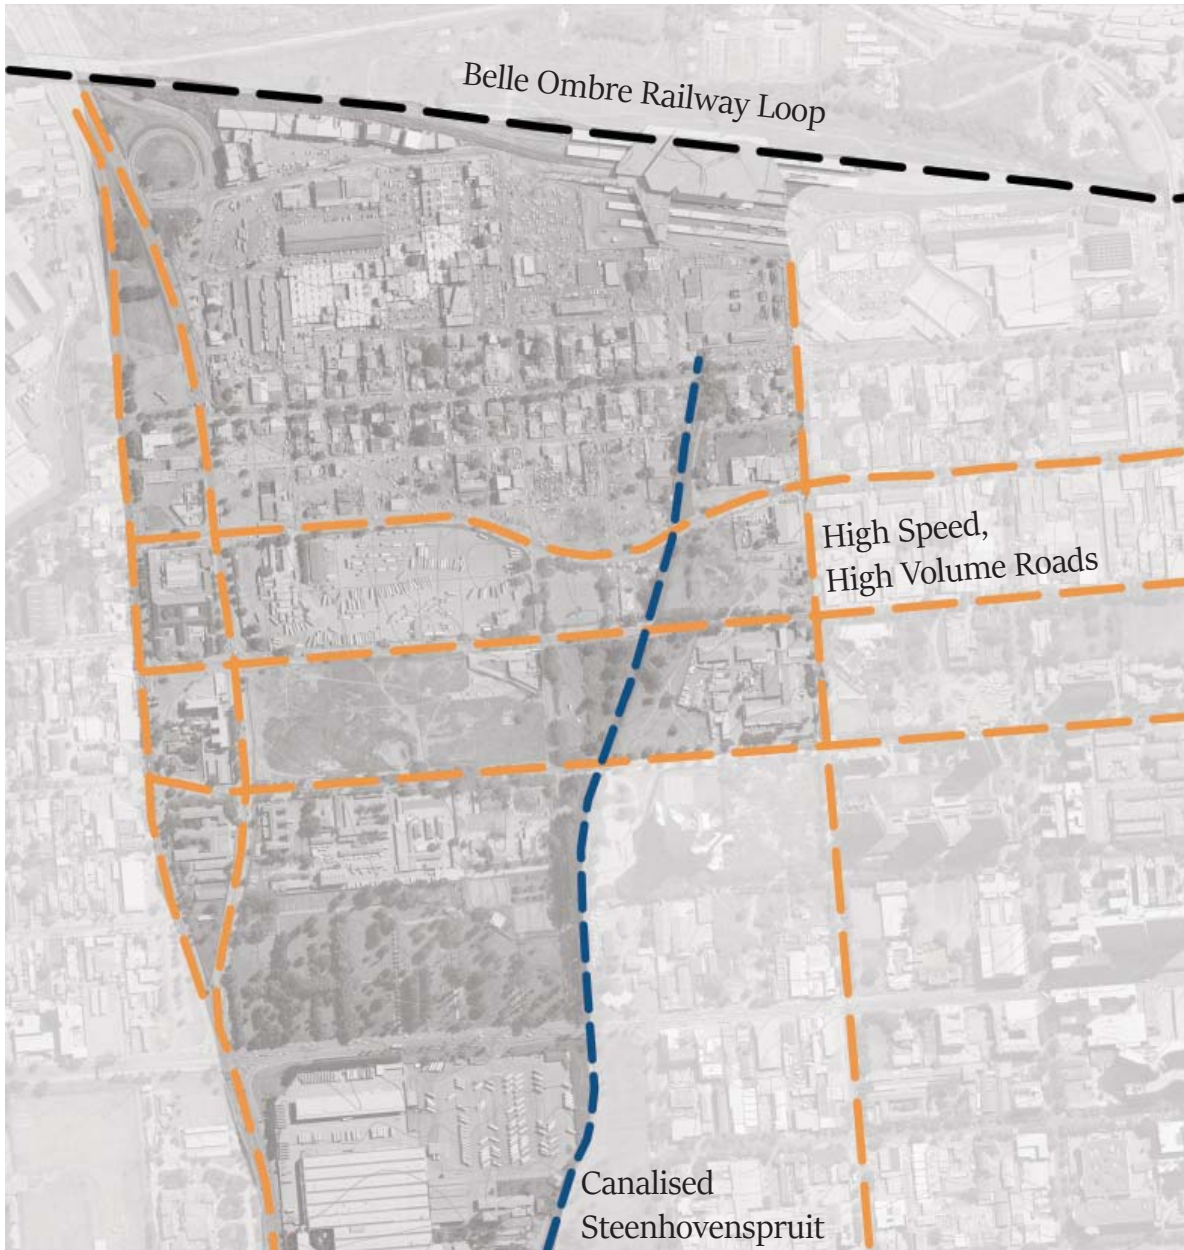 Belle Ombre Railway Loop
High Speed,
High Volume Roads
Canalised
Steenhovenspruit